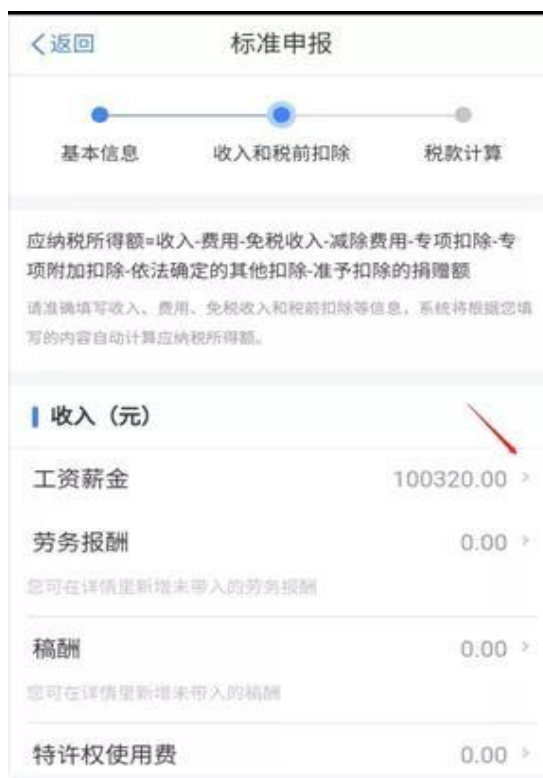 返回
标准申报
基本信息
收入和税前扣除
税款计算
应纳税所得额=收入-费用-免税收入-减除费用-专项扣除-专
项附加扣除-依法确定的其他扣除-准予扣除的捐赠额
请准确填写收入、费用、免税收入和税前扣除等信息，系统将根据您填
写的内容自动计算应纳税所得额。
收入（元）
工资薪金 100320.00
劳务报酬 0.00
您可在详情里新增未带入的劳务报酬
稿酬 0.00
您可在详情里新增未带入的稿酬
特许权使用费 0.00